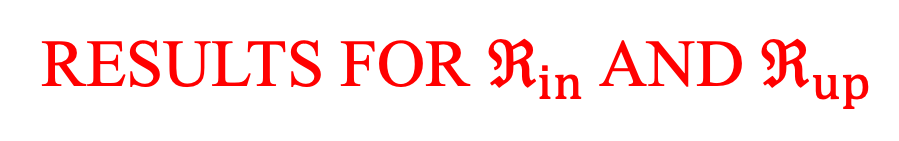 RESULTS FOR ℜin AND ℜup